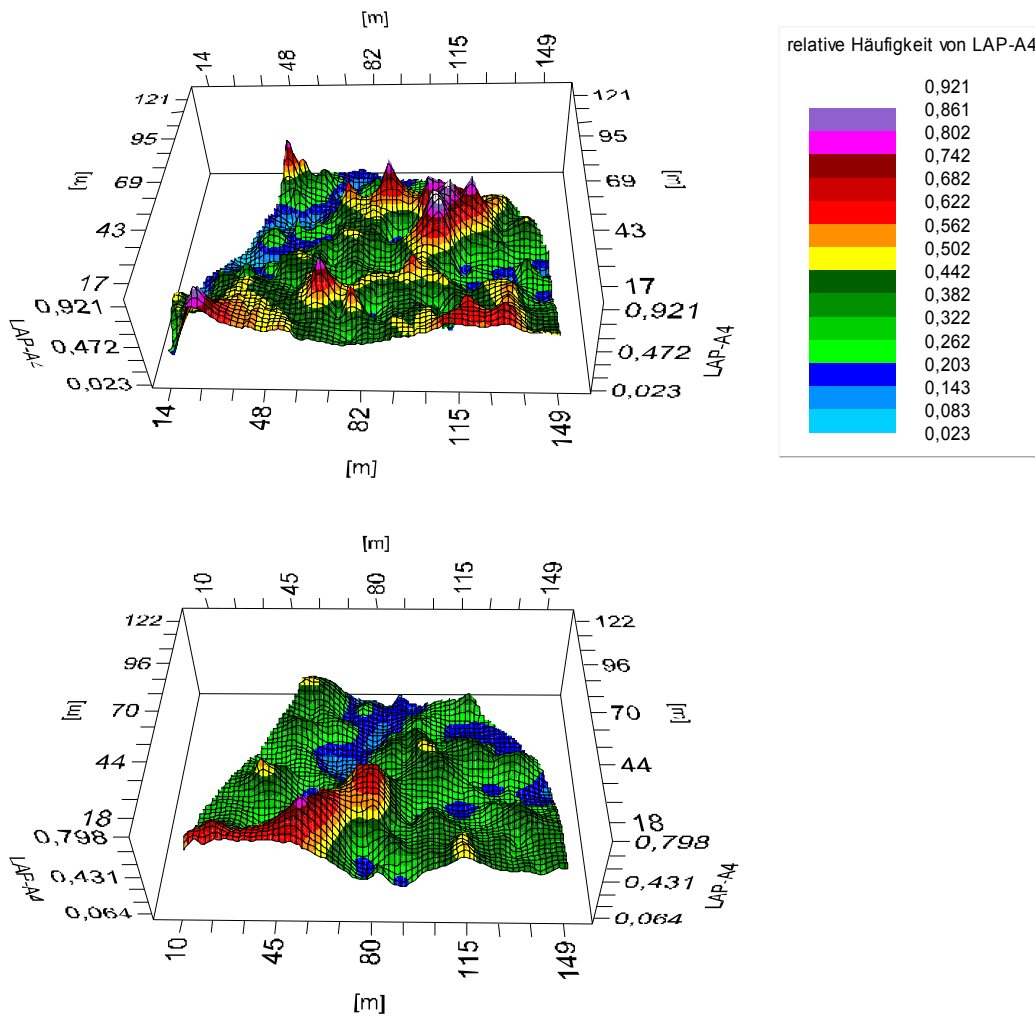 [m]
14 48 82 115 149
121 121
95 95
[m] 69 69 [m]
43 43
17 17
0,921 0,921
LAP-A4 0,472 0,472 LAP-A4
0,023 0,023
14 48 82 115 149
[m]
relative Häufigkeit von LAP-A4
0,921
0,861
0,802
0,742
0,682
0,622
0,562
0,502
0,442
0,382
0,322
0,262
0,203
0,143
0,083
0,023
[m]
10 45 80 115 149
122 122
96 96
[m] 70 70 [m]
44 44
18 18
0,798 0,798
LAP-A4 0,431 0,431 LAP-A4
0,064 0,064
10 45 80 115 149
[m]